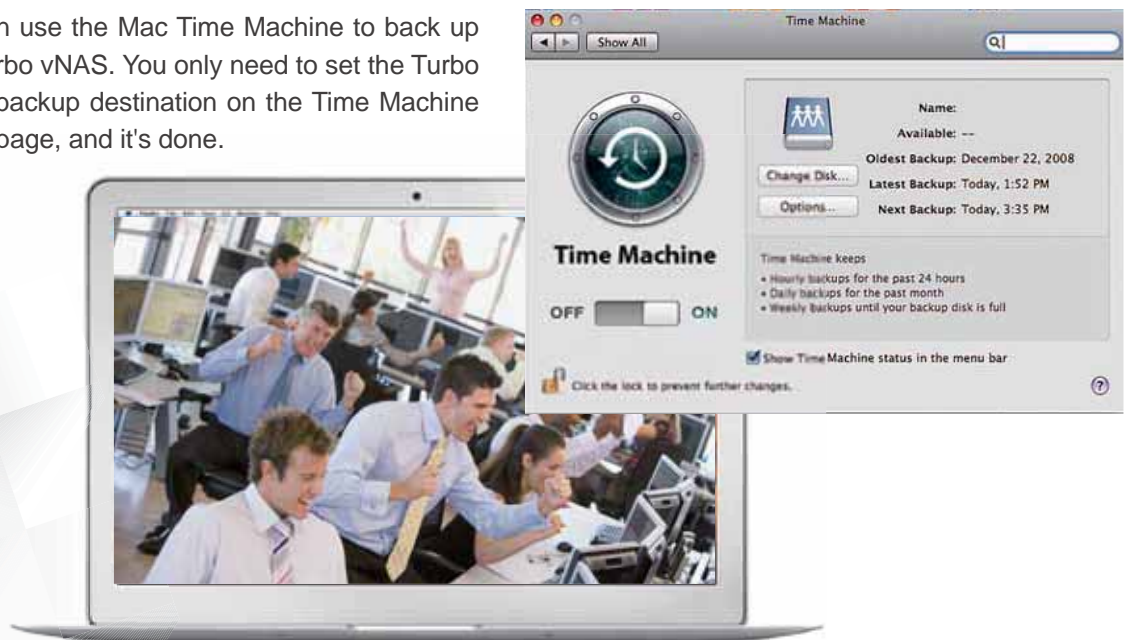 n use the Mac Time Machine to back up
rbo vNAS. You only need to set the Turbo
backup destination on the Time Machine
page, and it's done.
Time Machine
Show All
Name:
Available: --
Oldest Backup: December 22, 2008
Change Disk...
Latest Backup: Today, 1:52 PM
Options...
Next Backup: Today, 3:35 PM
Time Machine
OFF ON
Time Machine keeps
• Hourly backups for the past 24 hours
• Daily backups for the past month
• Weekly backups until your backup disk is full
Show Time Machine status in the menu bar
Click the lock to prevent further changes.
?